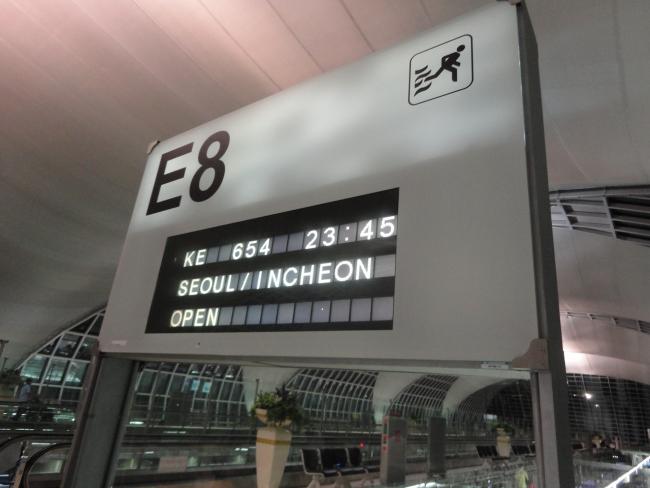 E8
KE 654 23:45
SEOUL/INCHEON
OPEN